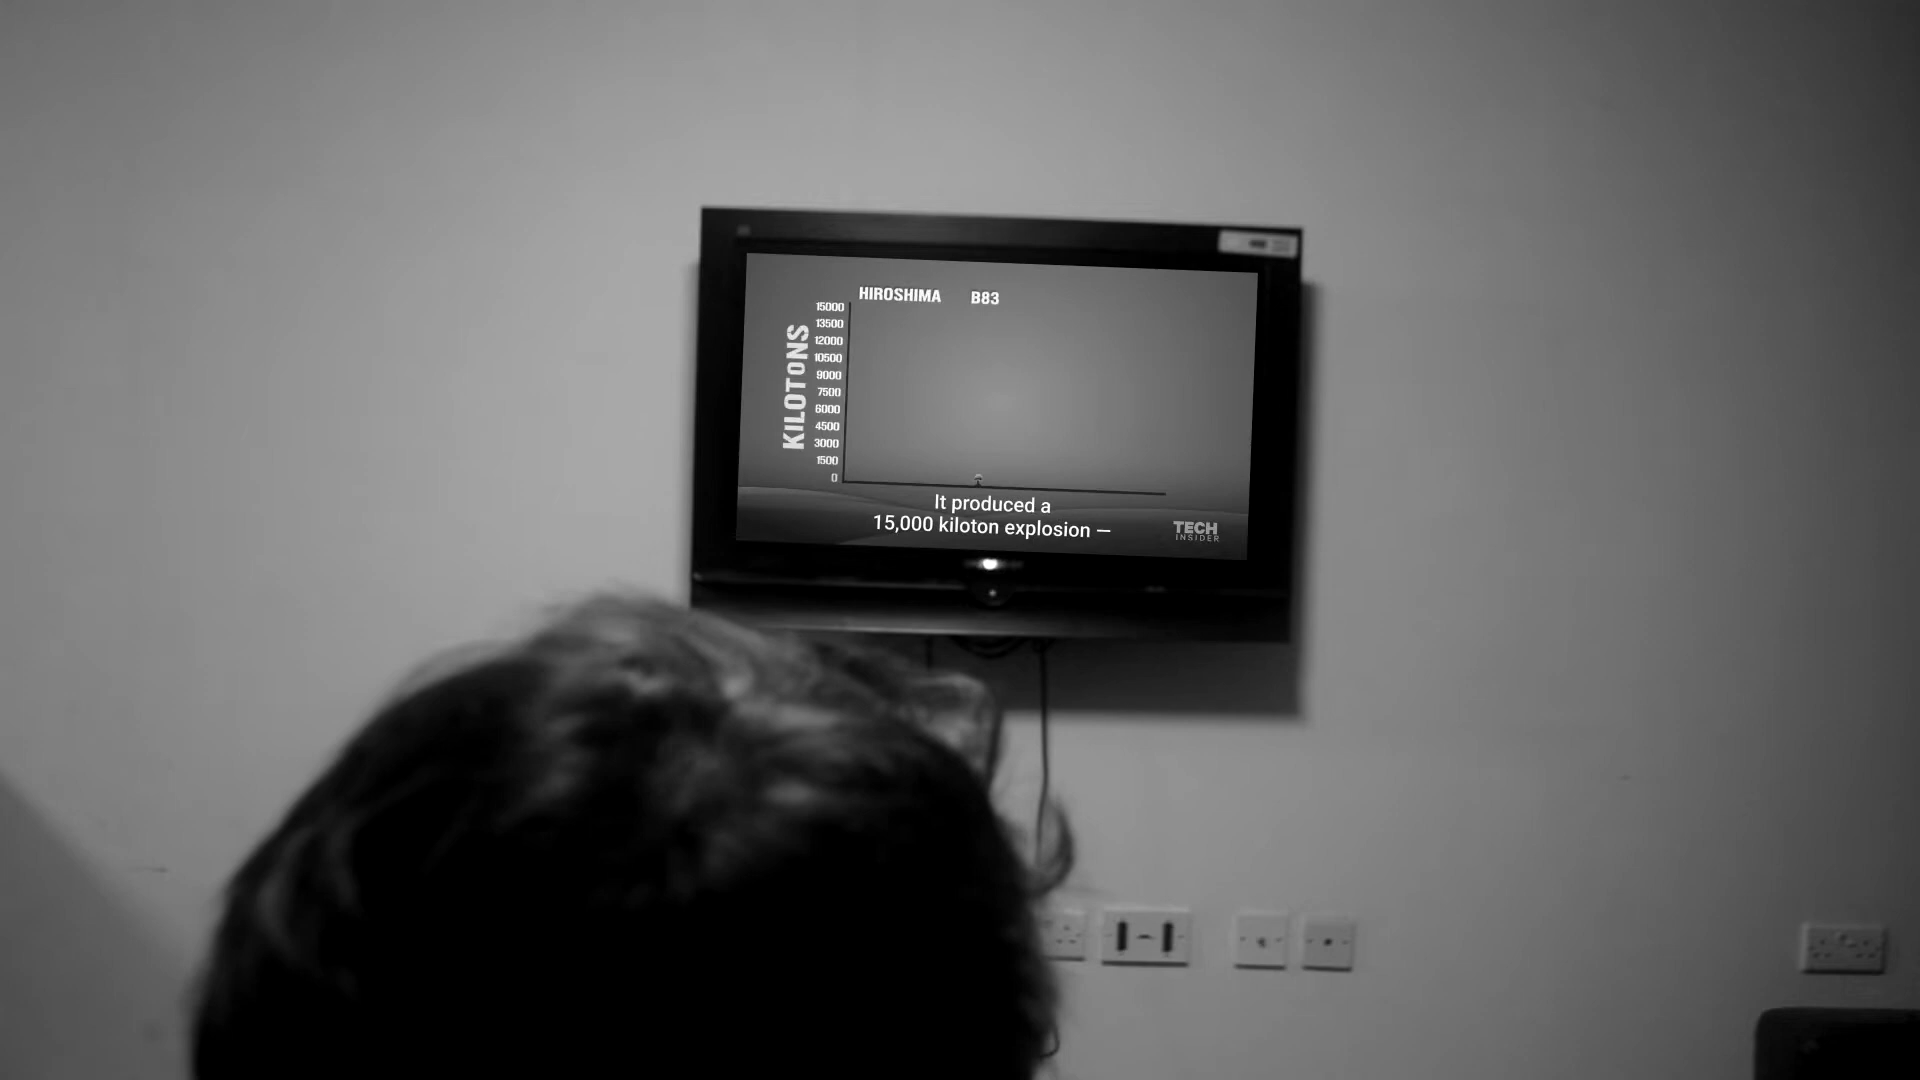 HIROSHIMA B83
15000
13500
12000
10500
9000
7500
6000
4500
3000
1500
0
KILOTONS
It produced a
15,000 kiloton explosion —
TECH
INSIDER